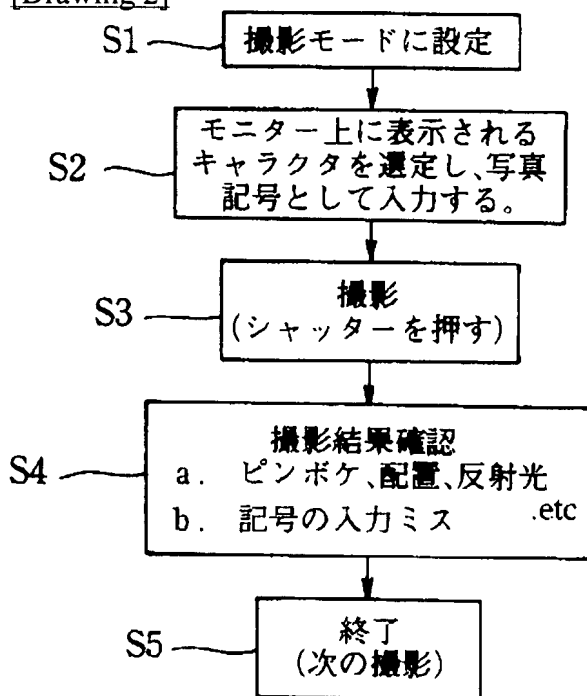 [Drawing 2]
S1
撮影モードに設定
S2
モニター上に表示される
キャラクタを選定し、写真
記号として入力する。
S3
撮影
(シャッターを押す)
S4
撮影結果確認
a. ピンボケ、配置、反射光
b. 記号の入力ミス .etc
S5
終了
(次の撮影)